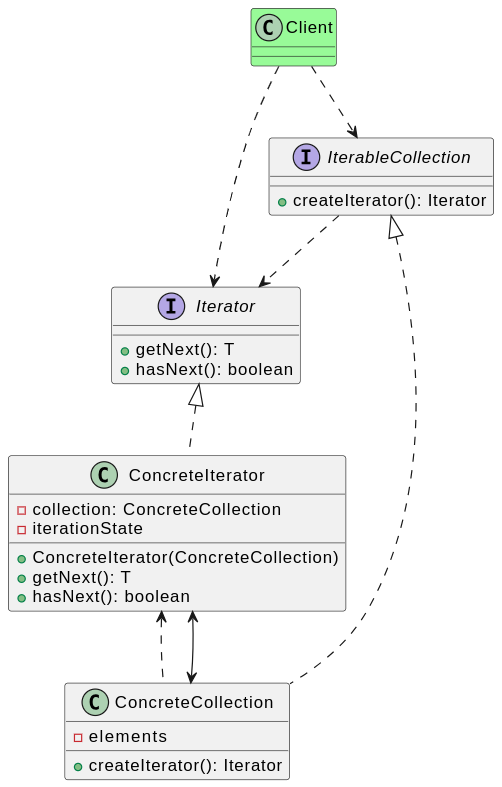 C Client
I IterableCollection
createIterator(): Iterator
I Iterator
getNext(): T
hasNext(): boolean
C ConcreteIterator
collection: ConcreteCollection
iterationState
ConcreteIterator(ConcreteCollection)
getNext(): T
hasNext(): boolean
C ConcreteCollection
elements
createIterator(): Iterator